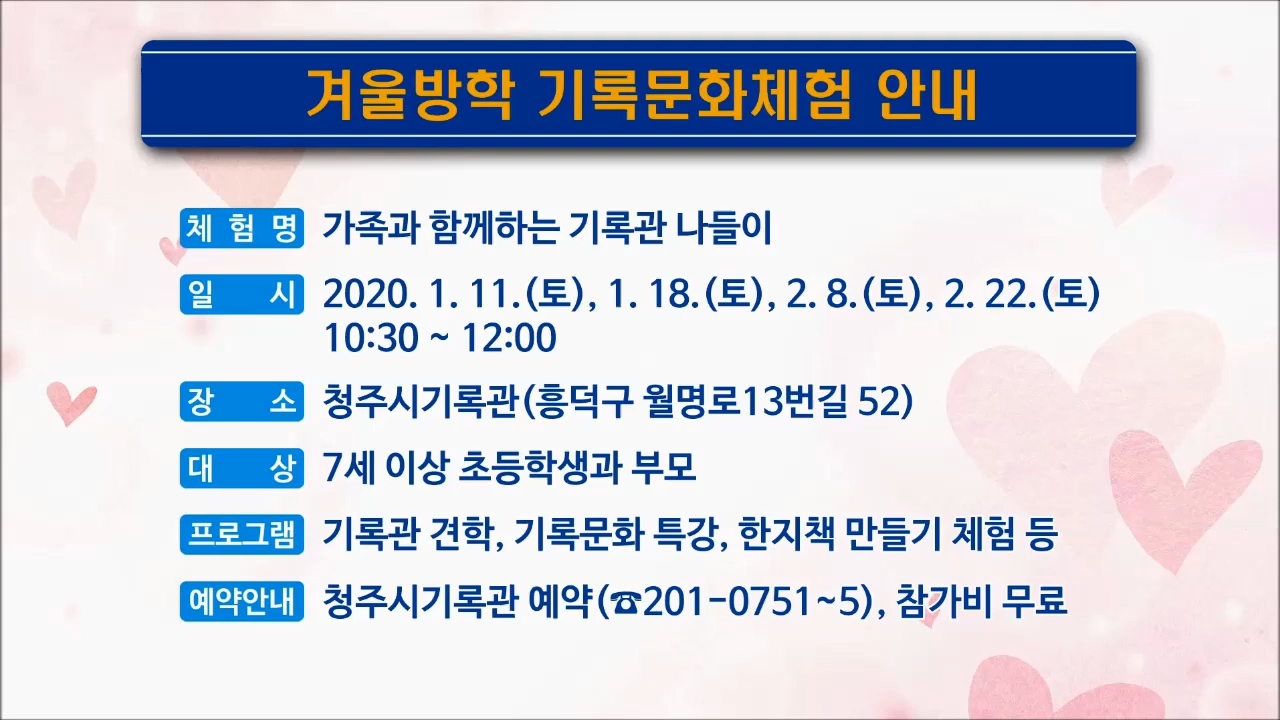 겨울방학 기록문화체험 안내
체 험 명 가족과 함께하는 기록관 나들이
일 시 2020. 1. 11.(토), 1. 18.(토), 2. 8.(토), 2. 22.(토)
10:30 ~ 12:00
장 소 청주시기록관(흥덕구 월명로13번길 52)
대 상 7세 이상 초등학생과 부모
프로그램 기록관 견학, 기록문화 특강, 한지책 만들기 체험 등
예약안내 청주시기록관 예약(☎201-0751~5), 참가비 무료